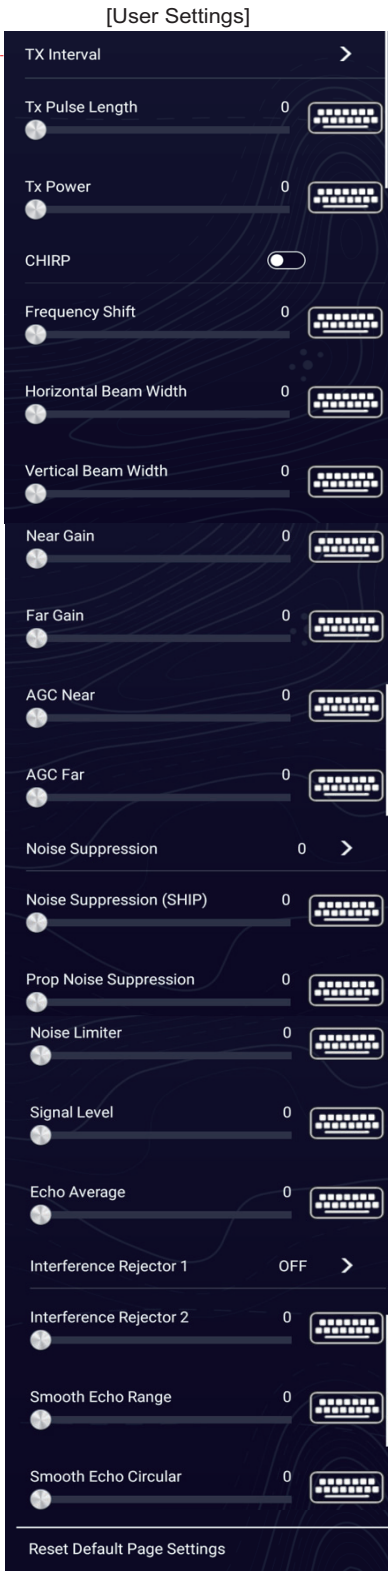 [User Settings]
TX Interval
Tx Pulse Length 0
Tx Power 0
CHIRP
Frequency Shift 0
Horizontal Beam Width 0
Vertical Beam Width 0
Near Gain 0
Far Gain 0
AGC Near 0
AGC Far 0
Noise Suppression 0
Noise Suppression (SHIP) 0
Prop Noise Suppression 0
Noise Limiter 0
Signal Level 0
Echo Average 0
Interference Rejector 1 OFF
Interference Rejector 2 0
Smooth Echo Range 0
Smooth Echo Circular 0
Reset Default Page Settings